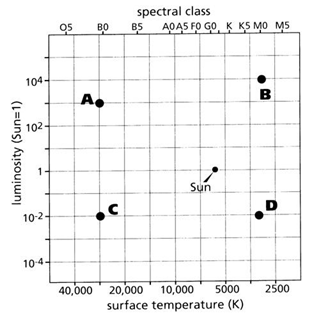 spectral class
O5 B0 B5 A0 A5 F0 G0 K K5 M0 M5
luminosity (Sun=1)
10⁴
A
B
10²
1
Sun
C
D
10⁻²
10⁻⁴
40,000 20,000 10,000 5000 2500
surface temperature (K)